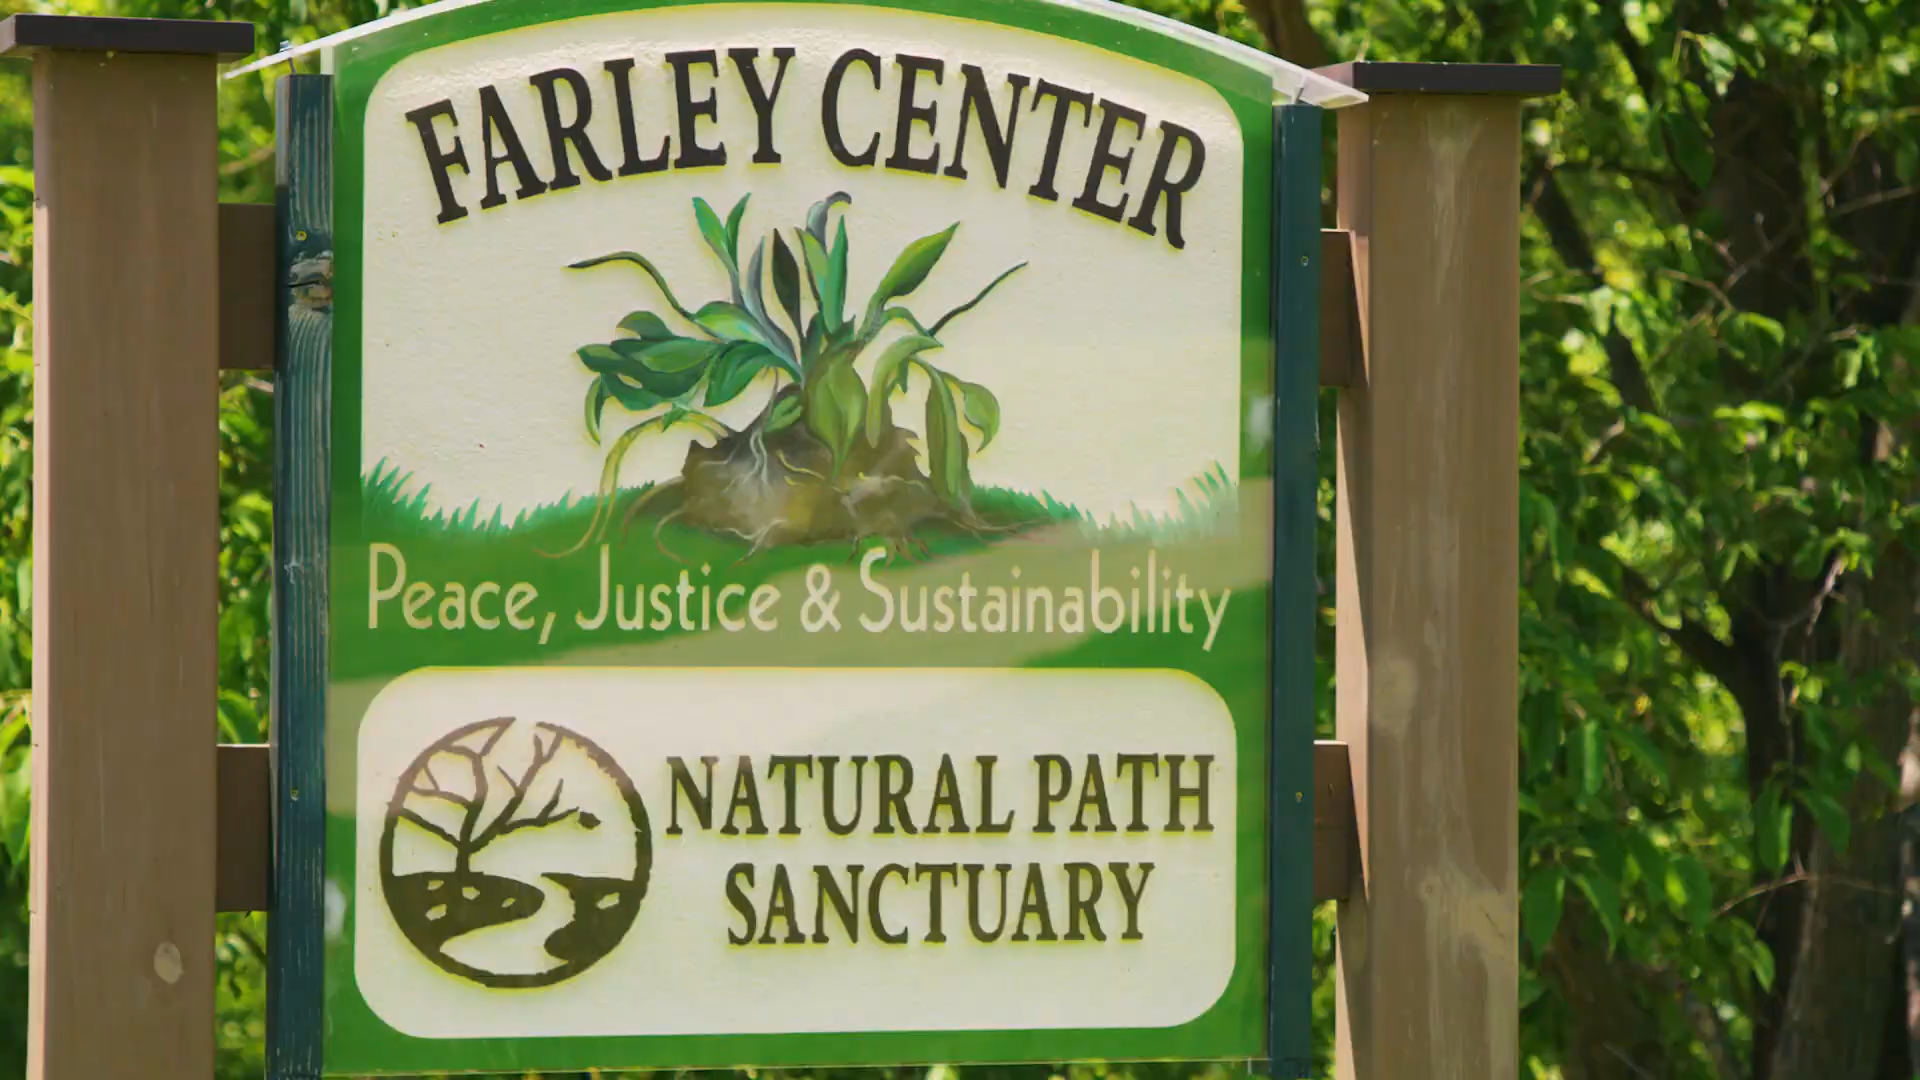 FARLEY CENTER
Peace, Justice & Sustainability
NATURAL PATH
SANCTUARY